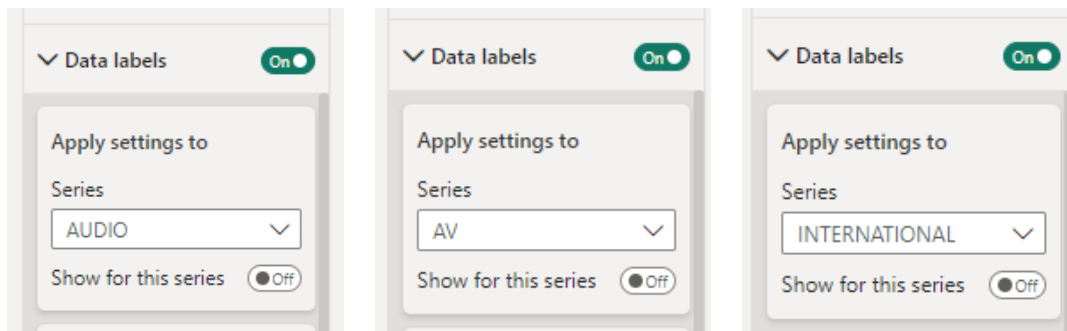 Data labels On
Apply settings to
Series
AUDIO
Show for this series Off
Data labels On
Apply settings to
Series
AV
Show for this series Off
Data labels On
Apply settings to
Series
INTERNATIONAL
Show for this series Off